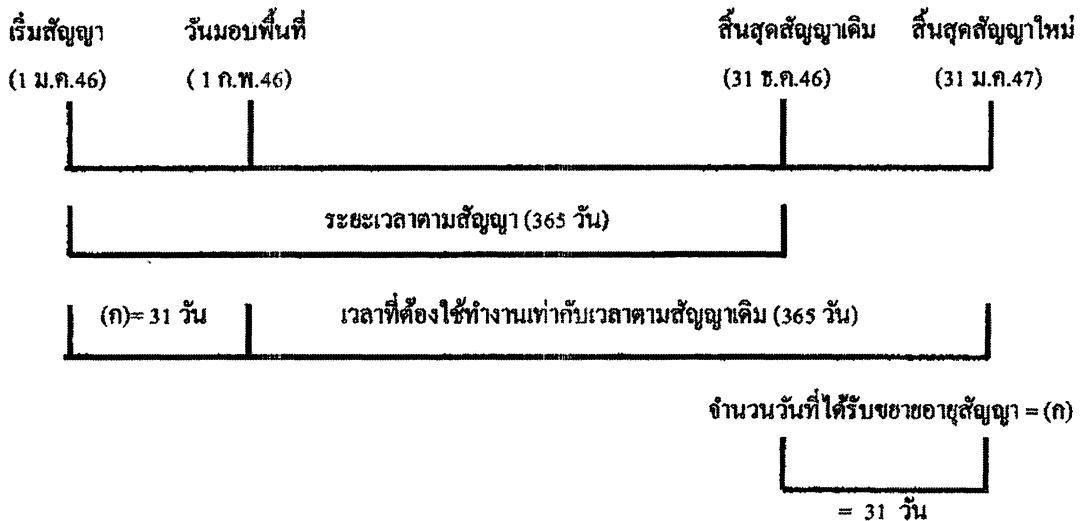 เริ่มสัญญา วันมอบพื้นที่ สิ้นสุดสัญญาเดิม สิ้นสุดสัญญาใหม่
(1 ม.ค.46) ( 1 ก.พ.46) (31 ธ.ค.46) (31 ม.ค.47)
ระยะเวลาตามสัญญา (365 วัน)
(ก)= 31 วัน เวลาที่ต้องใช้ทำงานเท่ากับเวลาตามสัญญาเดิม (365 วัน)
จำนวนวันที่ได้รับขยายอายุสัญญา = (ก)
= 31 วัน